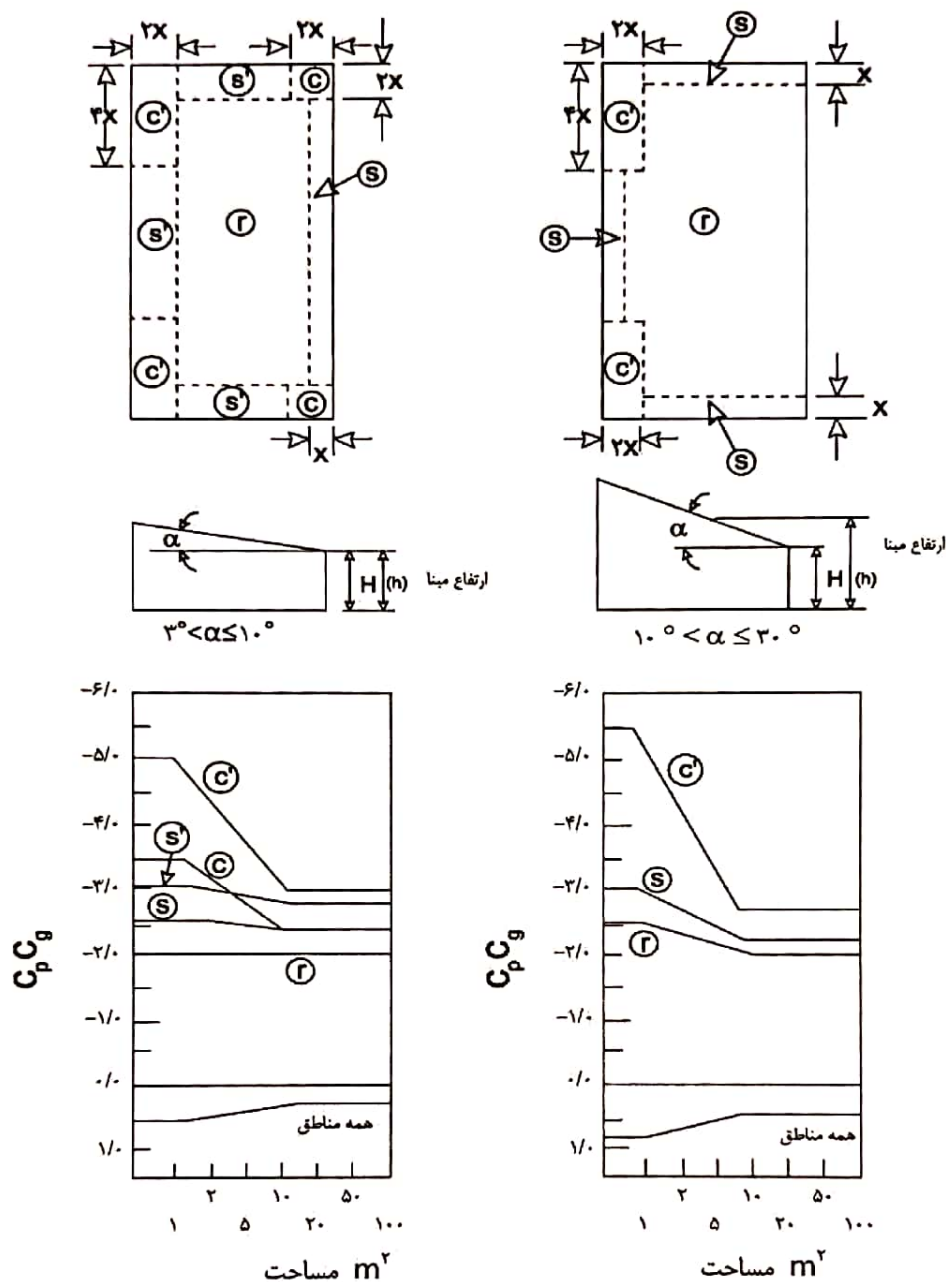 ۲x ۲x
۲x
s' c
c'
۴x
s
s' r
c'
s' c
x
α
H (h) ارتفاع مبنا
۳°<α≤۱۰°
s
۲x
x
c'
۴x
r
s
c'
x
۲x
s
α
H (h) ارتفاع مبنا
۱۰° < α ≤ ۳۰°
CpCg
-۶/۰
-۵/۰
-۴/۰
-۳/۰
-۲/۰
-۱/۰
۰/۰
۱/۰
c'
s'
c
s
r
همه مناطق
۲ ۱۰ ۵۰
۱ ۵ ۲۰ ۱۰۰
مساحت m۲
CpCg
-۶/۰
-۵/۰
-۴/۰
-۳/۰
-۲/۰
-۱/۰
۰/۰
۱/۰
c'
s
r
همه مناطق
۲ ۱۰ ۵۰
۱ ۵ ۲۰ ۱۰۰
مساحت m۲